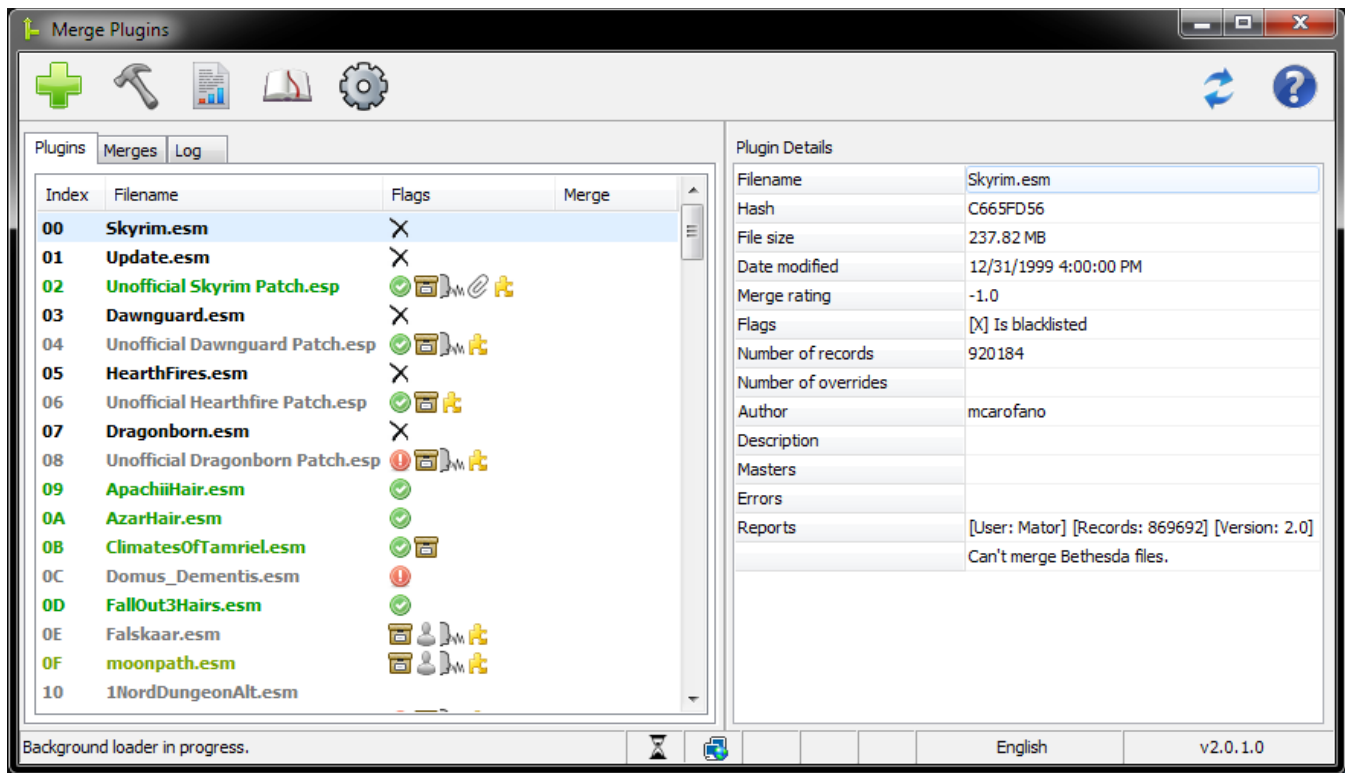 Merge Plugins
Plugins Merges Log
Index Filename Flags Merge
00 Skyrim.esm
01 Update.esm
02 Unofficial Skyrim Patch.esp
03 Dawnguard.esm
04 Unofficial Dawnguard Patch.esp
05 HearthFires.esm
06 Unofficial Hearthfire Patch.esp
07 Dragonborn.esm
08 Unofficial Dragonborn Patch.esp
09 ApachiiHair.esm
0A AzarHair.esm
0B ClimatesOfTamriel.esm
0C Domus_Dementis.esm
0D FallOut3Hairs.esm
0E Falskaar.esm
0F moonpath.esm
10 1NordDungeonAlt.esm
Plugin Details
Filename Skyrim.esm
Hash C665FD56
File size 237.82 MB
Date modified 12/31/1999 4:00:00 PM
Merge rating -1.0
Flags [X] Is blacklisted
Number of records 920184
Number of overrides
Author mcarofano
Description
Masters
Errors
Reports [User: Mator] [Records: 869692] [Version: 2.0]
Can't merge Bethesda files.
Background loader in progress. English v2.0.1.0